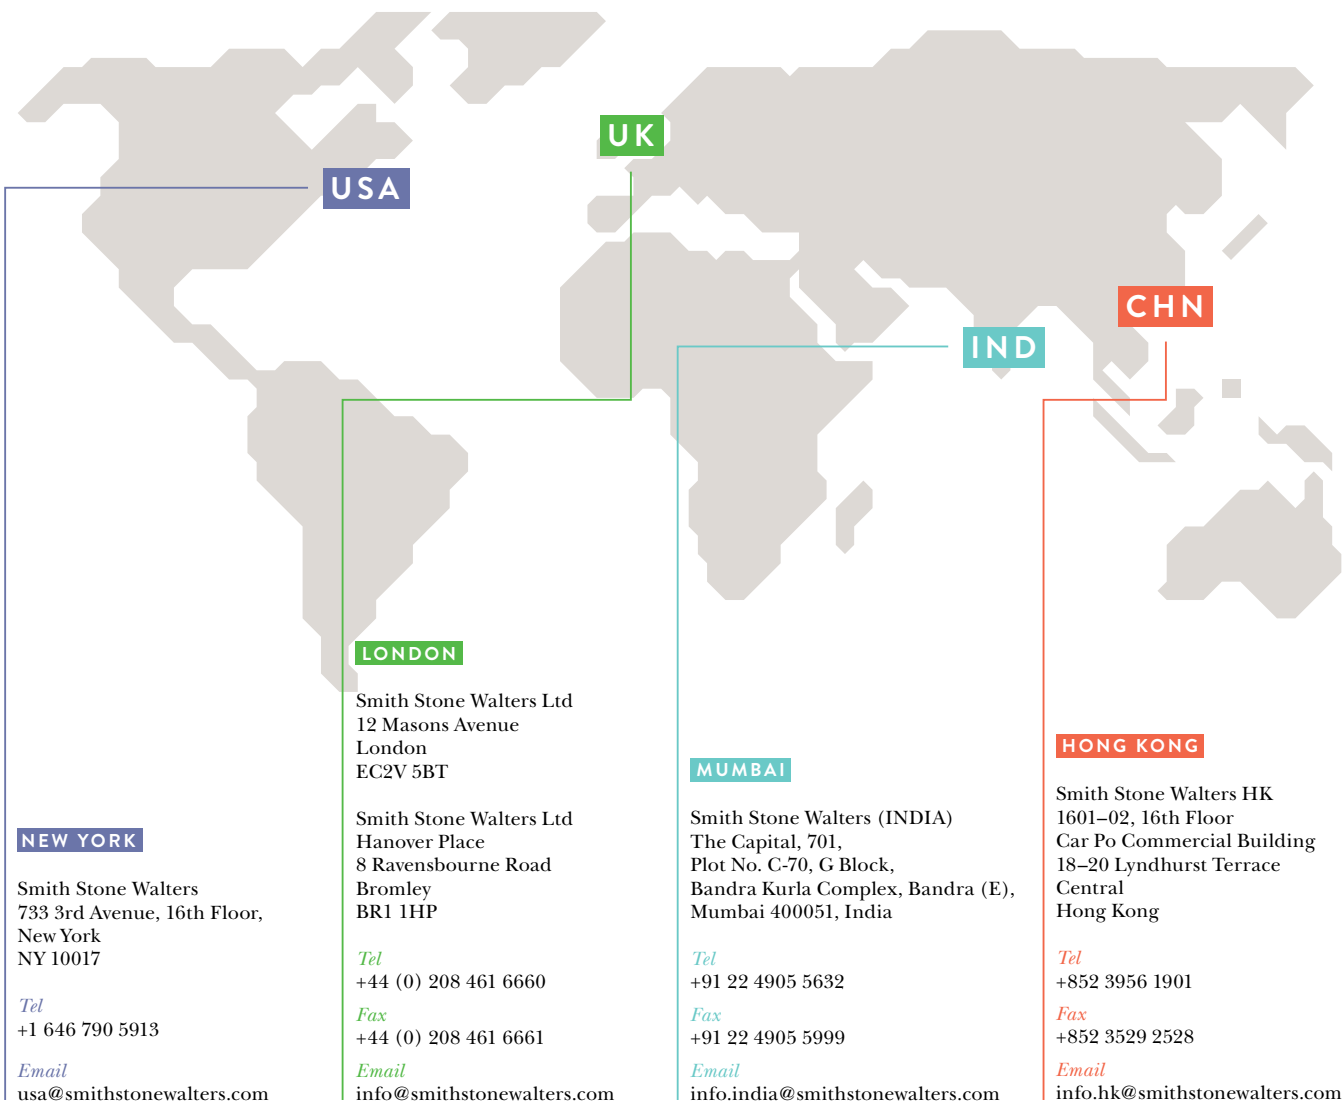 UK
USA
CHN
IND
NEW YORK
Smith Stone Walters
733 3rd Avenue, 16th Floor,
New York
NY 10017
Tel
+1 646 790 5913
Email
usa@smithstonewalters.com
LONDON
Smith Stone Walters Ltd
12 Masons Avenue
London
EC2V 5BT
Smith Stone Walters Ltd
Hanover Place
8 Ravensbourne Road
Bromley
BR1 1HP
Tel
+44 (0) 208 461 6660
Fax
+44 (0) 208 461 6661
Email
info@smithstonewalters.com
MUMBAI
Smith Stone Walters (INDIA)
The Capital, 701,
Plot No. C-70, G Block,
Bandra Kurla Complex, Bandra (E),
Mumbai 400051, India
Tel
+91 22 4905 5632
Fax
+91 22 4905 5999
Email
info.india@smithstonewalters.com
HONG KONG
Smith Stone Walters HK
1601–02, 16th Floor
Car Po Commercial Building
18–20 Lyndhurst Terrace
Central
Hong Kong
Tel
+852 3956 1901
Fax
+852 3529 2528
Email
info.hk@smithstonewalters.com